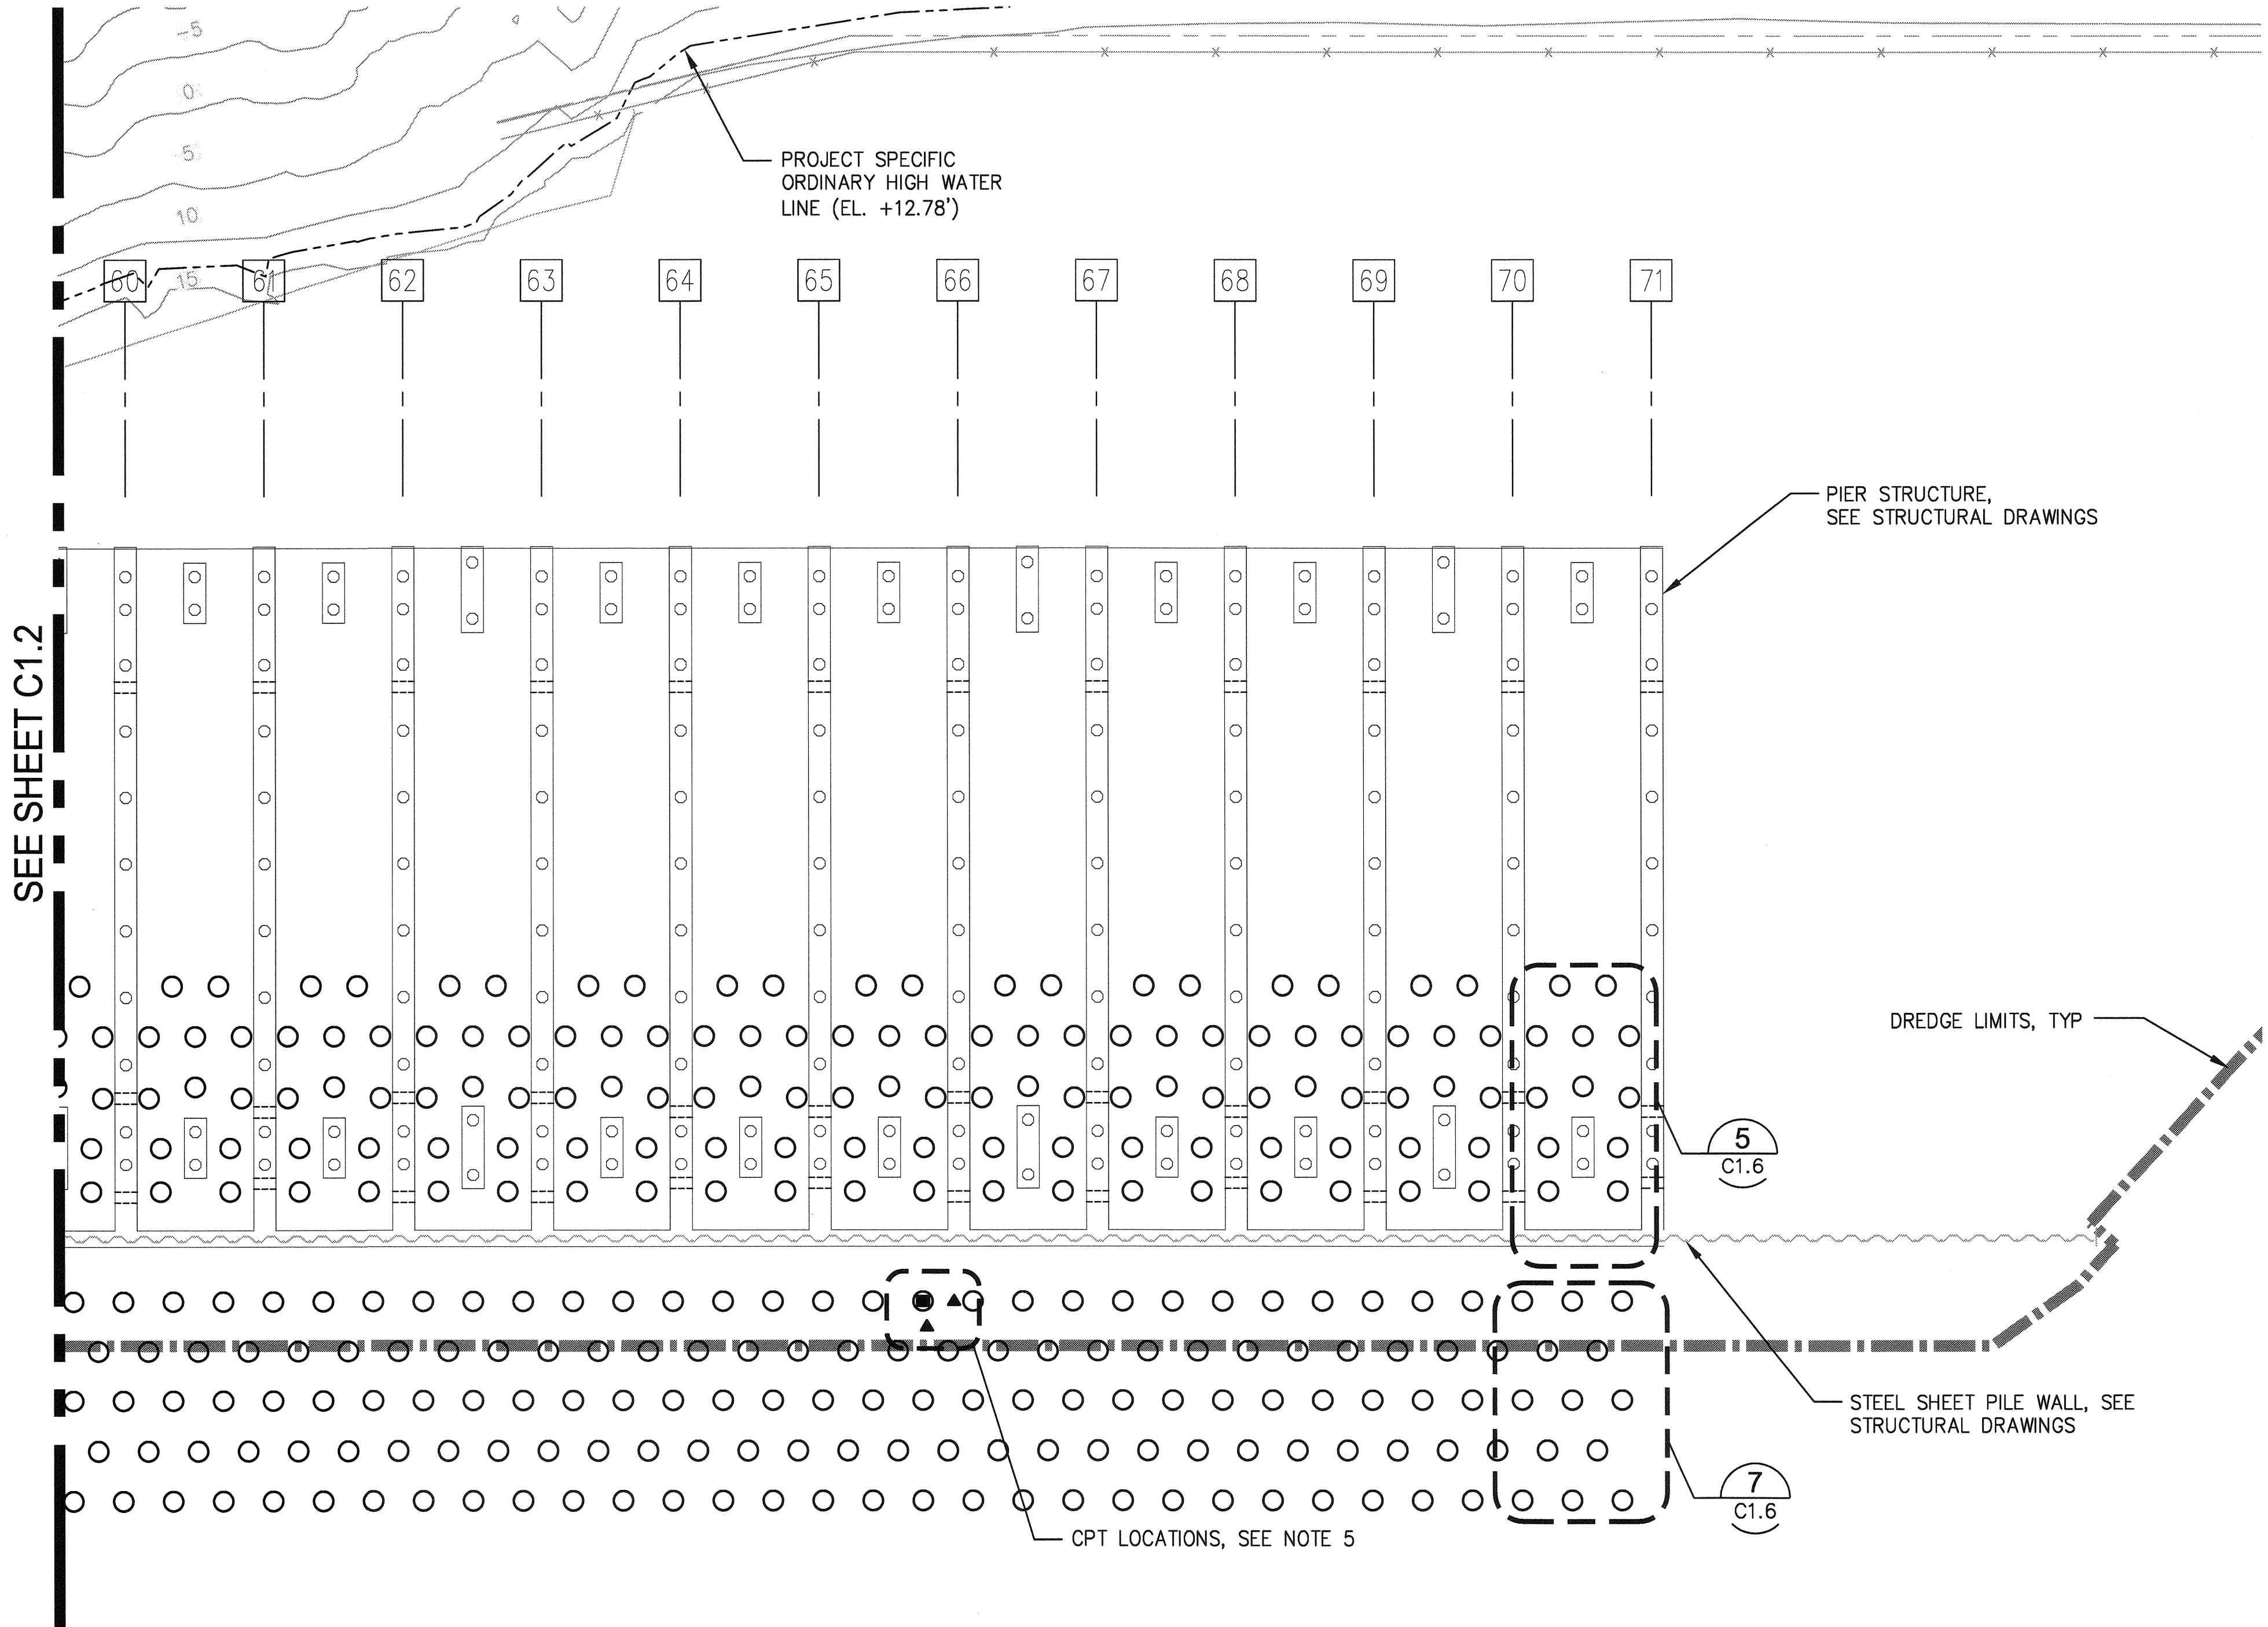 -5
0
5
10
15
PROJECT SPECIFIC
ORDINARY HIGH WATER
LINE (EL. +12.78')
60
61
62
63
64
65
66
67
68
69
70
71
PIER STRUCTURE,
SEE STRUCTURAL DRAWINGS
SEE SHEET C1.2
DREDGE LIMITS, TYP
5
C1.6
STEEL SHEET PILE WALL, SEE
STRUCTURAL DRAWINGS
7
C1.6
CPT LOCATIONS, SEE NOTE 5